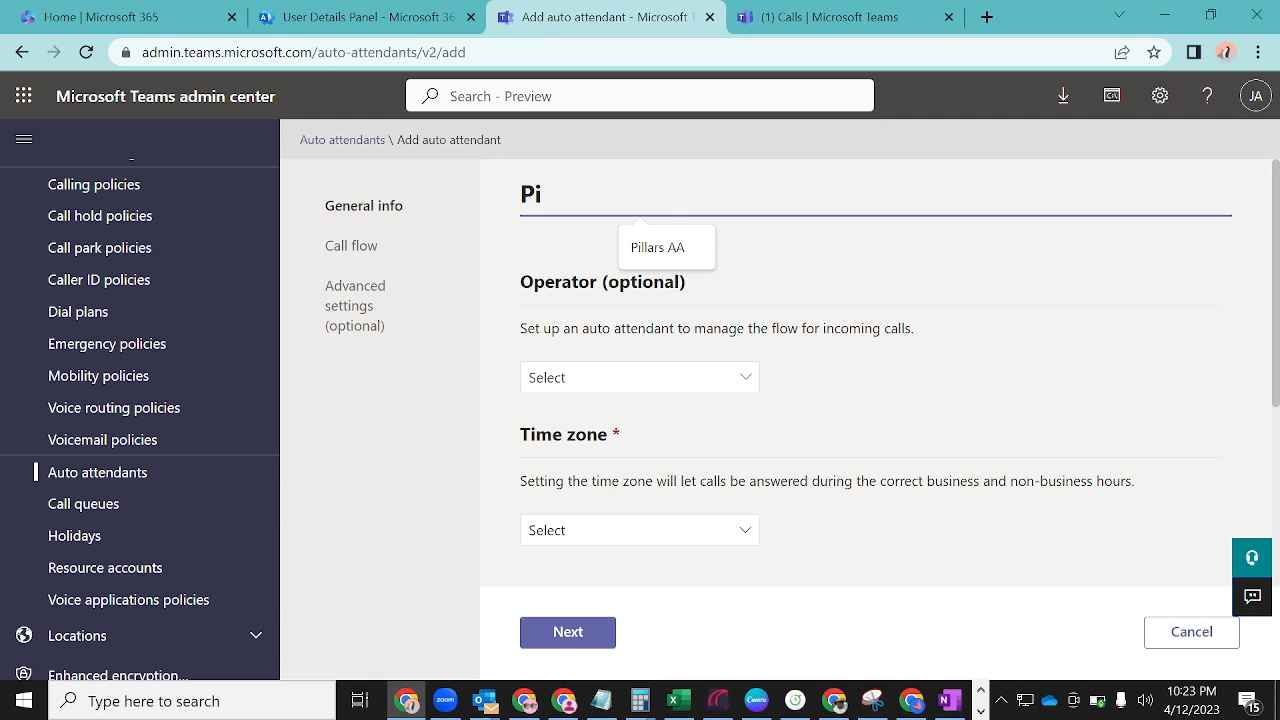 Home | Microsoft 365
User Details Panel - Microsoft 36
Add auto attendant - Microsoft T
(1) Calls | Microsoft Teams
admin.teams.microsoft.com/auto-attendants/v2/add
Microsoft Teams admin center
Search - Preview
JA
Auto attendants \ Add auto attendant
Calling policies
Call hold policies
Call park policies
Caller ID policies
Dial plans
Emergency policies
Mobility policies
Voice routing policies
Voicemail policies
Auto attendants
Call queues
Holidays
Resource accounts
Voice applications policies
Locations
Enhanced encryption...
General info
Call flow
Advanced
settings
(optional)
Pi
Pillars AA
Operator (optional)
Set up an auto attendant to manage the flow for incoming calls.
Select
Time zone *
Setting the time zone will let calls be answered during the correct business and non-business hours.
Select
Next
Cancel
Type here to search
zoom
10:23 PM
4/12/2023
15